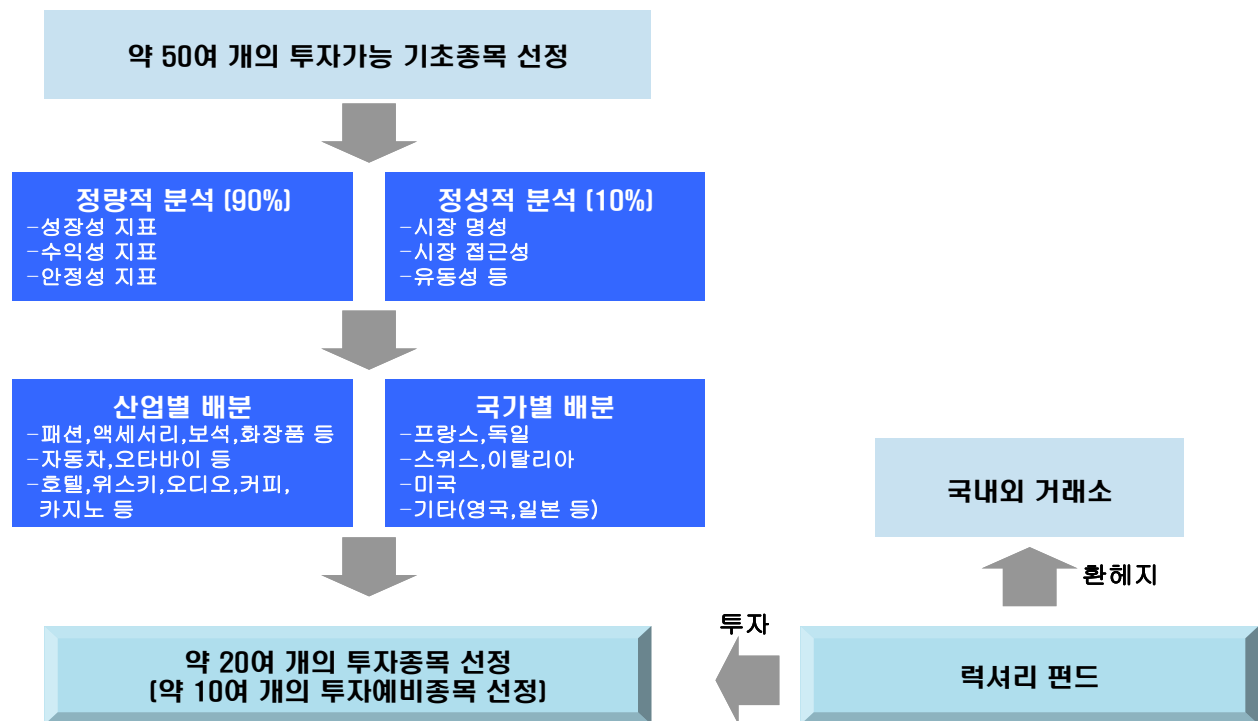 약 50여 개의 투자가능 기초종목 선정
정량적 분석 (90%)
-성장성 지표
-수익성 지표
-안정성 지표
정성적 분석 (10%)
-시장 명성
-시장 접근성
-유동성 등
산업별 배분
-패션,액세서리,보석,화장품 등
-자동차,오타바이 등
-호텔,위스키,오디오,커피,
카지노 등
국가별 배분
-프랑스,독일
-스위스,이탈리아
-미국
-기타(영국,일본 등)
국내외 거래소
환헤지
투자
약 20여 개의 투자종목 선정
(약 10여 개의 투자예비종목 선정)
럭셔리 펀드